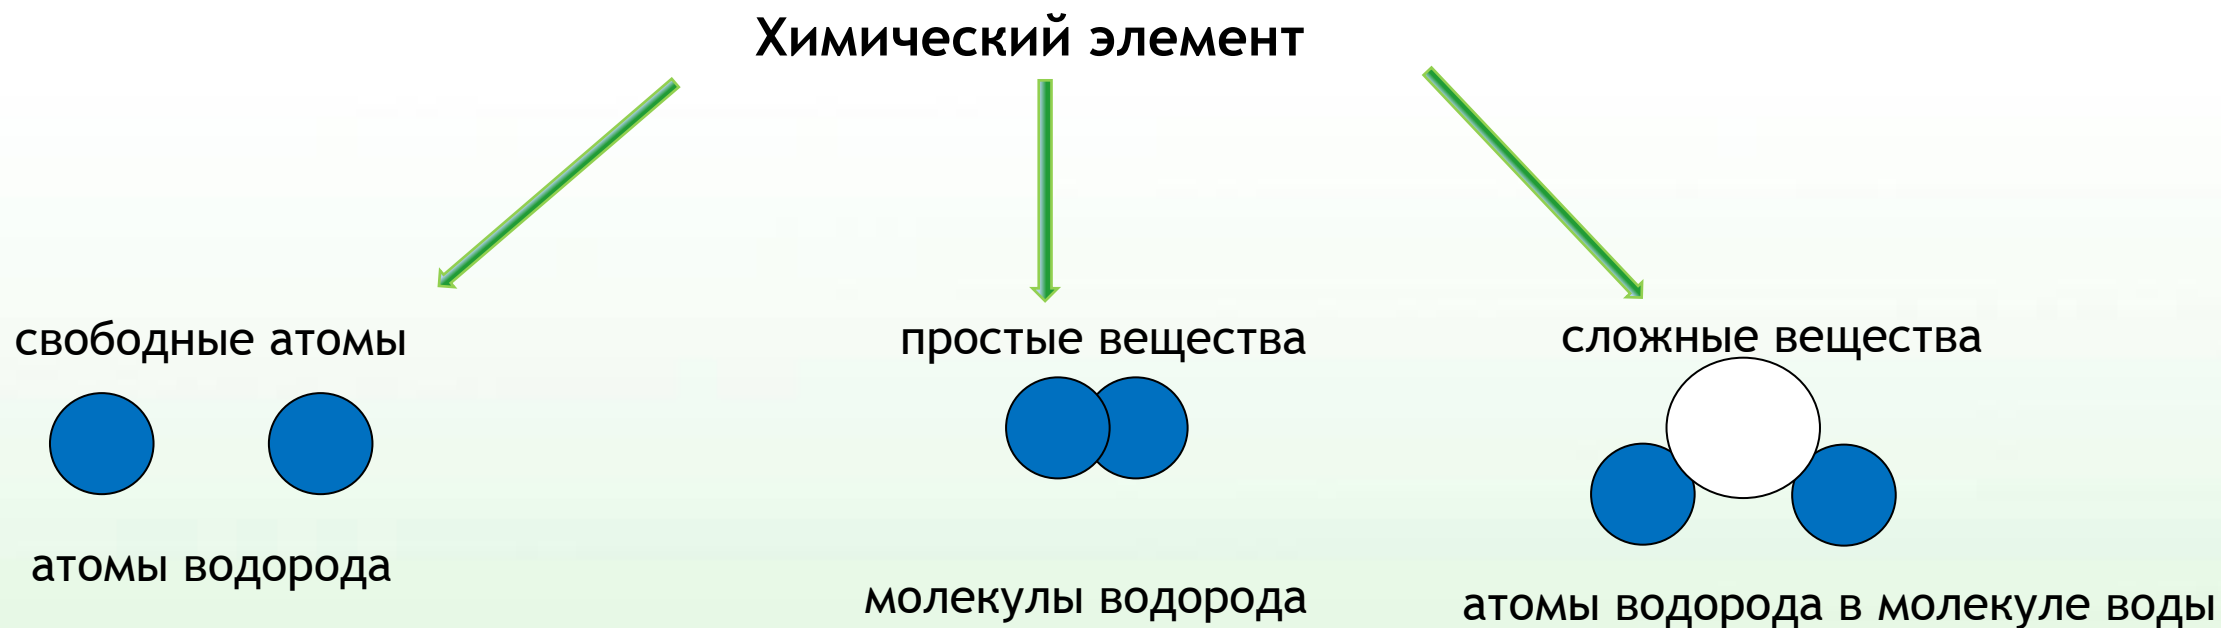 Химический элемент
свободные атомы
простые вещества
сложные вещества
атомы водорода
молекулы водорода
атомы водорода в молекуле воды